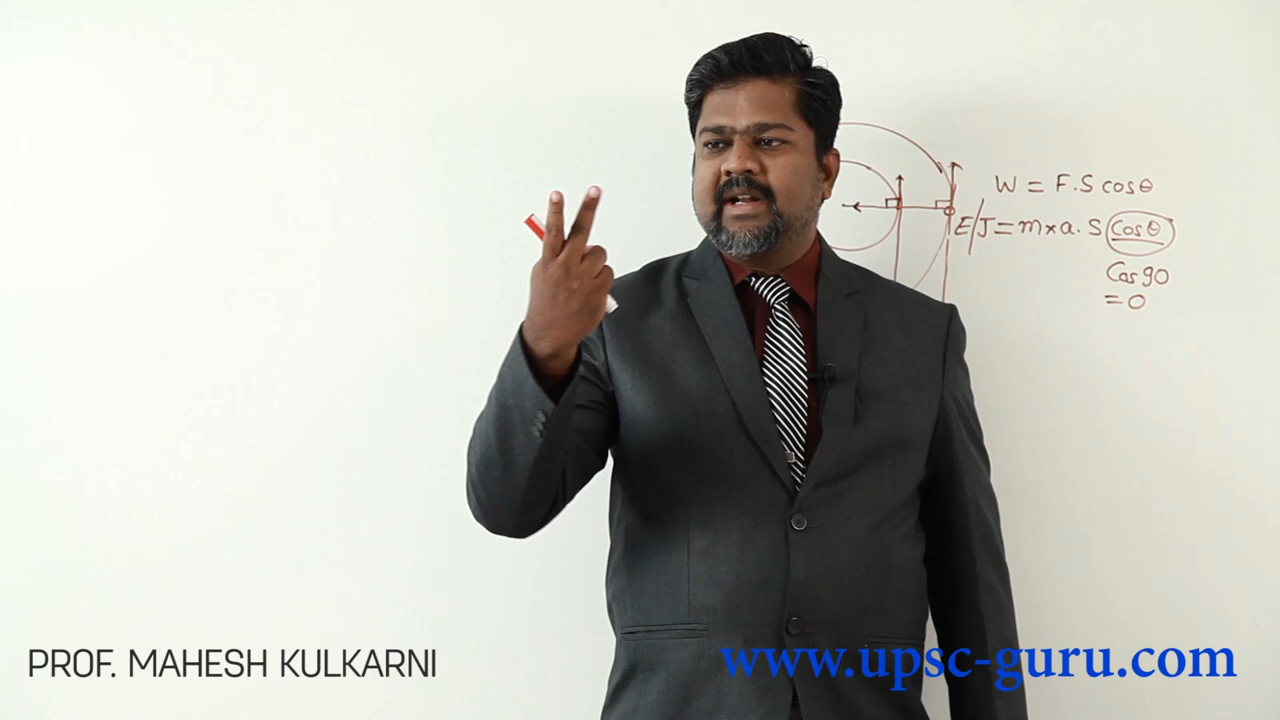 W = F.S cosθ
E/J = m×a. S cosθ
Cos 90
= 0
PROF. MAHESH KULKARNI
www.upsc-guru.com